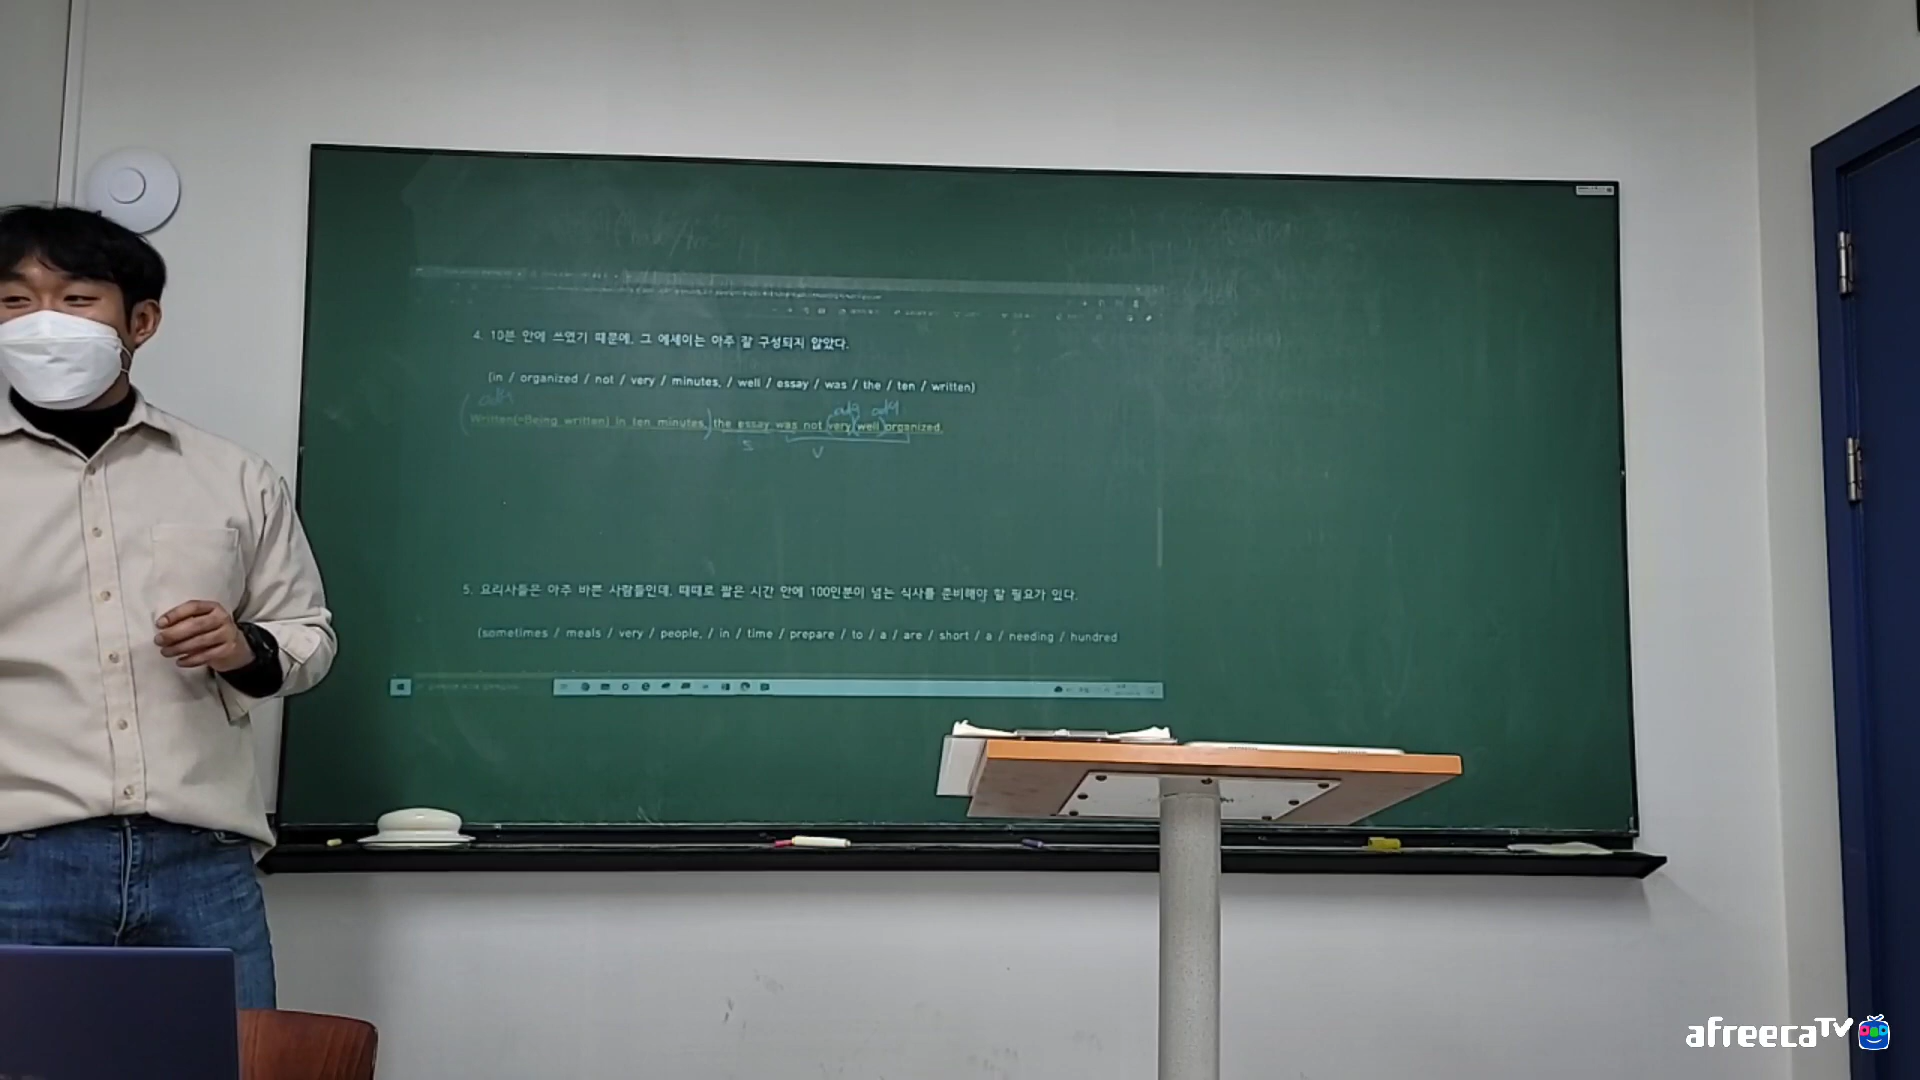 4. 10분 안에 쓰였기 때문에, 그 에세이는 아주 잘 구성되지 않았다.
(in / organized / not / very / minutes, / well / essay / was / the / ten / written)
adv adv adv
(Written(=Being written) in ten minutes,) the essay was not (very)(well) organized.
S V
5. 요리사들은 아주 바쁜 사람들인데, 때때로 짧은 시간 안에 100인분이 넘는 식사를 준비해야 할 필요가 있다.
(sometimes / meals / very / people, / in / time / prepare / to / a / are / short / a / needing / hundred
afreecaTV